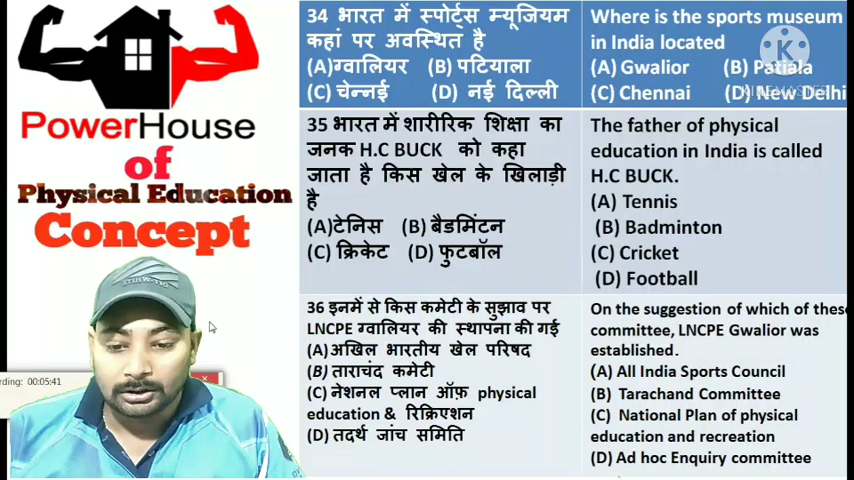 PowerHouse
of
Physical Education
Concept
34 भारत में स्पोर्ट्स म्यूजियम
कहां पर अवस्थित है
(A)ग्वालियर (B) पटियाला
(C) चेन्नई (D) नई दिल्ली
Where is the sports museum
in India located
(A) Gwalior (B) Patiala
(C) Chennai (D) New Delhi
KINEMASTER
35 भारत में शारीरिक शिक्षा का
जनक H.C BUCK को कहा
जाता है किस खेल के खिलाड़ी
है
(A)टेनिस (B) बैडमिंटन
(C) क्रिकेट (D) फुटबॉल
The father of physical
education in India is called
H.C BUCK.
(A) Tennis
(B) Badminton
(C) Cricket
(D) Football
36 इनमें से किस कमेटी के सुझाव पर
LNCPE ग्वालियर की स्थापना की गई
(A) अखिल भारतीय खेल परिषद
(B) ताराचंद कमेटी
(C) नेशनल प्लान ऑफ़ physical
education & रिक्रिएशन
(D) तदर्थ जांच समिति
On the suggestion of which of these
committee, LNCPE Gwalior was
established.
(A) All India Sports Council
(B) Tarachand Committee
(C) National Plan of physical
education and recreation
(D) Ad hoc Enquiry committee
rding: 00:05:41